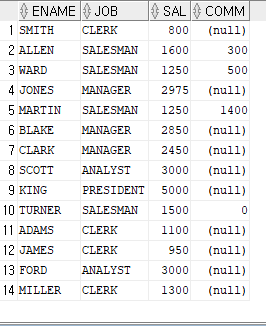 ENAME JOB SAL COMM
1 SMITH CLERK 800 (null)
2 ALLEN SALESMAN 1600 300
3 WARD SALESMAN 1250 500
4 JONES MANAGER 2975 (null)
5 MARTIN SALESMAN 1250 1400
6 BLAKE MANAGER 2850 (null)
7 CLARK MANAGER 2450 (null)
8 SCOTT ANALYST 3000 (null)
9 KING PRESIDENT 5000 (null)
10 TURNER SALESMAN 1500 0
11 ADAMS CLERK 1100 (null)
12 JAMES CLERK 950 (null)
13 FORD ANALYST 3000 (null)
14 MILLER CLERK 1300 (null)